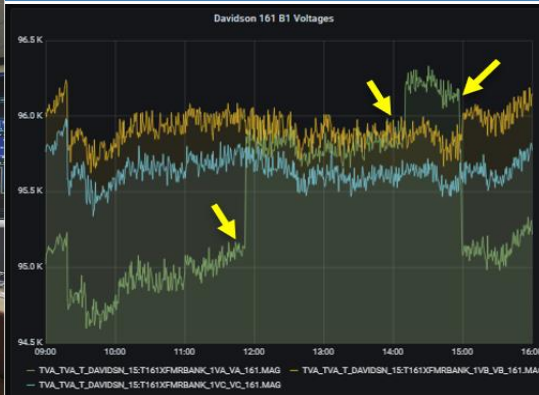 Davidson 161 B1 Voltages
96.5 K
96.0 K
95.5 K
95.0 K
94.5 K
09:00 10:00 11:00 12:00 13:00 14:00 15:00 16:00
TVA_TVA_T_DAVIDSN_15:T161XFMRBANK_1VA_VA_161.MAG TVA_TVA_T_DAVIDSN_15:T161XFMRBANK_1VB_VB_161.MAG
TVA_TVA_T_DAVIDSN_15:T161XFMRBANK_1VC_VC_161.MAG